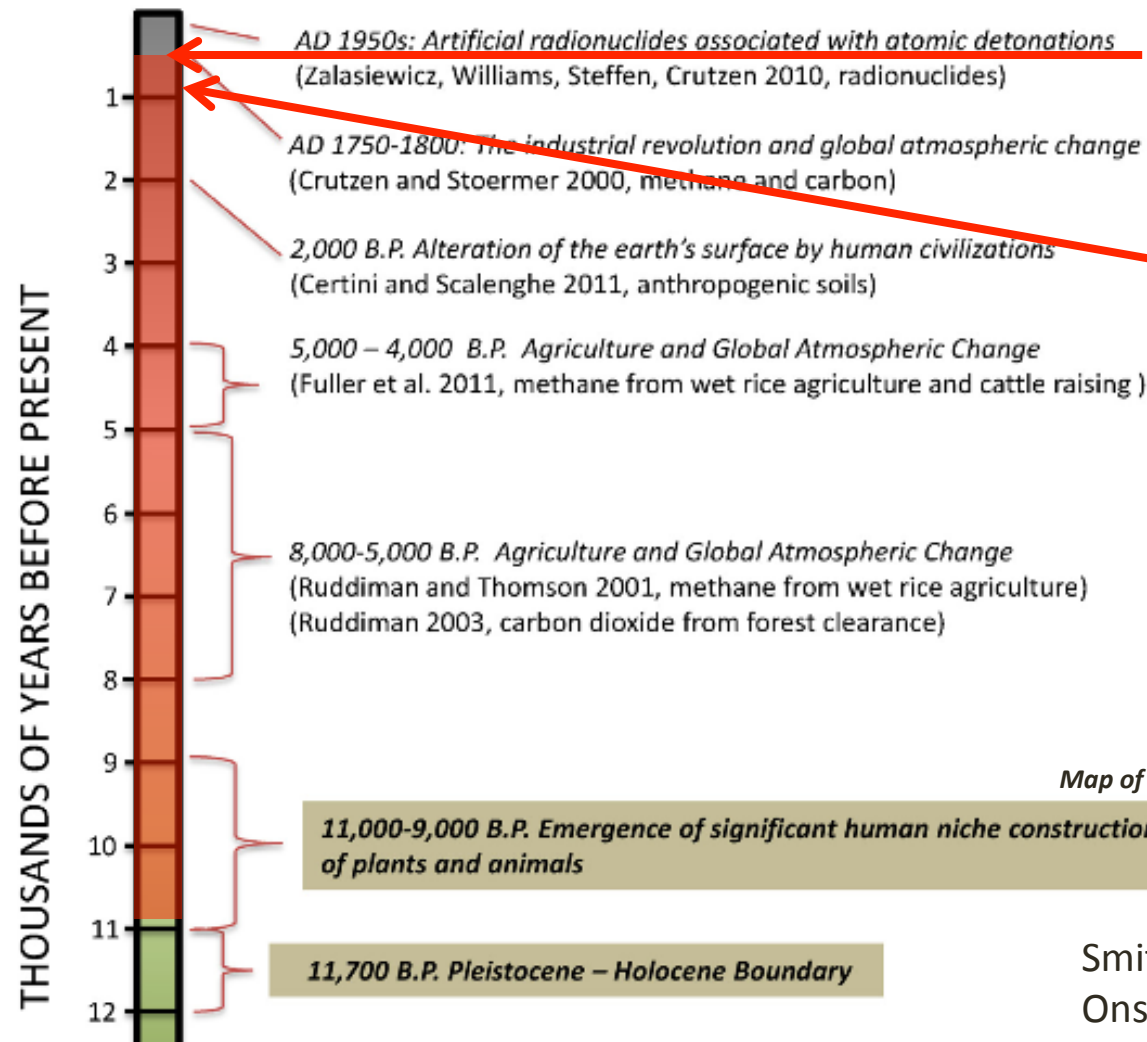 THOUSANDS OF YEARS BEFORE PRESENT
1
2
3
4
5
6
7
8
9
10
11
12
AD 1950s: Artificial radionuclides associated with atomic detonations
(Zalasiewicz, Williams, Steffen, Crutzen 2010, radionuclides)
AD 1750-1800: The industrial revolution and global atmospheric change
(Crutzen and Stoermer 2000, methane and carbon)
2,000 B.P. Alteration of the earth's surface by human civilizations
(Certini and Scalenghe 2011, anthropogenic soils)
5,000 – 4,000 B.P. Agriculture and Global Atmospheric Change
(Fuller et al. 2011, methane from wet rice agriculture and cattle raising )
8,000-5,000 B.P. Agriculture and Global Atmospheric Change
(Ruddiman and Thomson 2001, methane from wet rice agriculture)
(Ruddiman 2003, carbon dioxide from forest clearance)
Map of
11,000-9,000 B.P. Emergence of significant human niche construction
of plants and animals
11,700 B.P. Pleistocene – Holocene Boundary